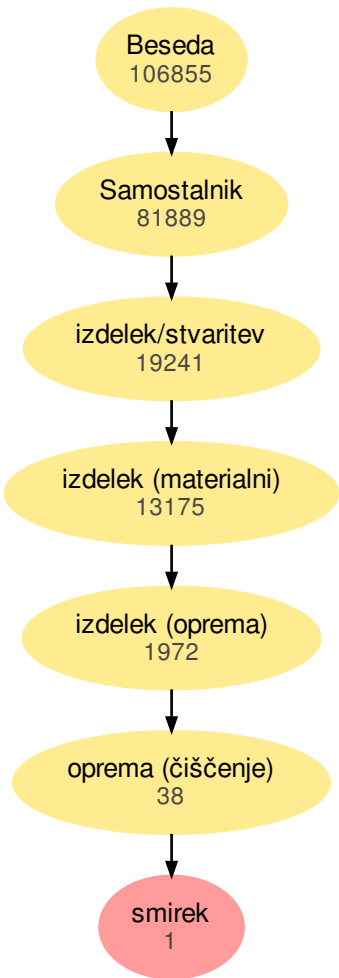 Beseda
106855
Samostalnik
81889
izdelek/stvaritev
19241
izdelek (materialni)
13175
izdelek (oprema)
1972
oprema (čiščenje)
38
smirek
1